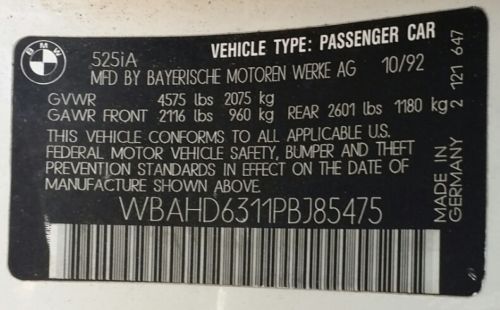 BMW
525iA VEHICLE TYPE: PASSENGER CAR
MFD BY BAYERISCHE MOTOREN WERKE AG 10/92
GVWR 4575 lbs 2075 kg
GAWR FRONT 2116 lbs 960 kg REAR 2601 lbs 1180 kg
THIS VEHICLE CONFORMS TO ALL APPLICABLE U.S.
FEDERAL MOTOR VEHICLE SAFETY, BUMPER AND THEFT
PREVENTION STANDARDS IN EFFECT ON THE DATE OF
MANUFACTURE SHOWN ABOVE.
WBAHD6311PBJ85475
MADE IN GERMANY 2 121 647